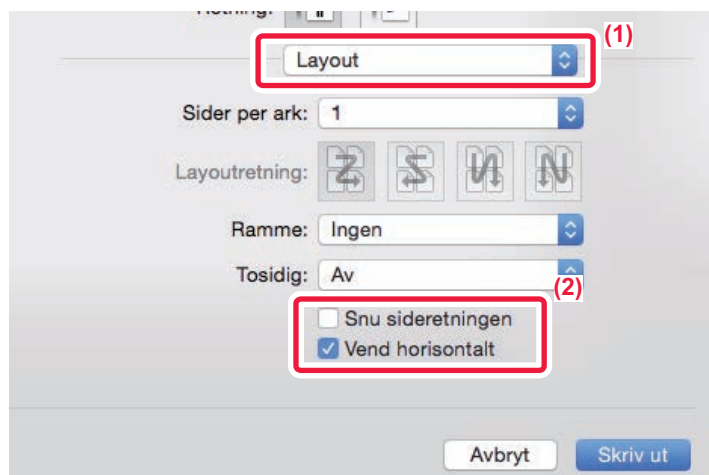 Retning:
(1)
Layout
Sider per ark: 1
Layoutretning:
Ramme: Ingen
Tosidig: Av
(2)
Snu sideretningen
Vend horisontalt
Avbryt Skriv ut